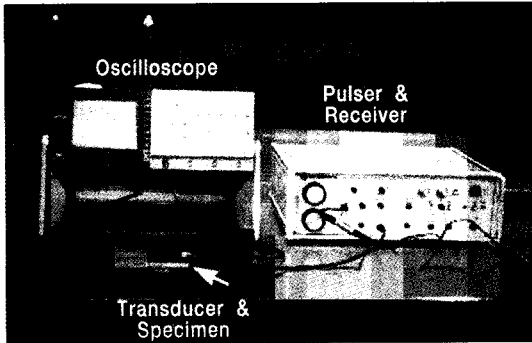 Oscilloscope
Pulser &
Receiver
Transducer &
Specimen